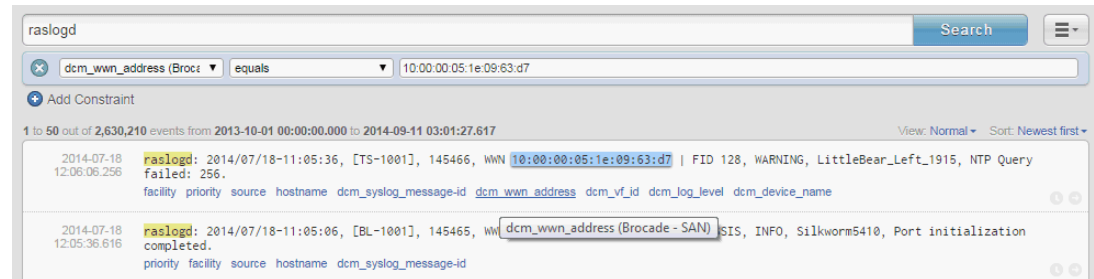 raslogd
Search
dcm_wwn_address (Broca
equals
10:00:00:05:1e:09:63:d7
Add Constraint
1 to 50 out of 2,630,210 events from 2013-10-01 00:00:00.000 to 2014-09-11 03:01:27.617
View: Normal
Sort: Newest first
2014-07-18
12:06:06.256
raslogd: 2014/07/18-11:05:36, [TS-1001], 145466, WWN 10:00:00:05:1e:09:63:d7 | FID 128, WARNING, LittleBear_Left_1915, NTP Query
failed: 256.
facility priority source hostname dcm_syslog_message-id dcm_wwn_address dcm_vf_id dcm_log_level dcm_device_name
2014-07-18
12:05:36.616
raslogd: 2014/07/18-11:05:06, [BL-1001], 145465, WW
dcm_wwn_address (Brocade - SAN)
SIS, INFO, Silkworm5410, Port initialization
completed.
priority facility source hostname dcm_syslog_message-id